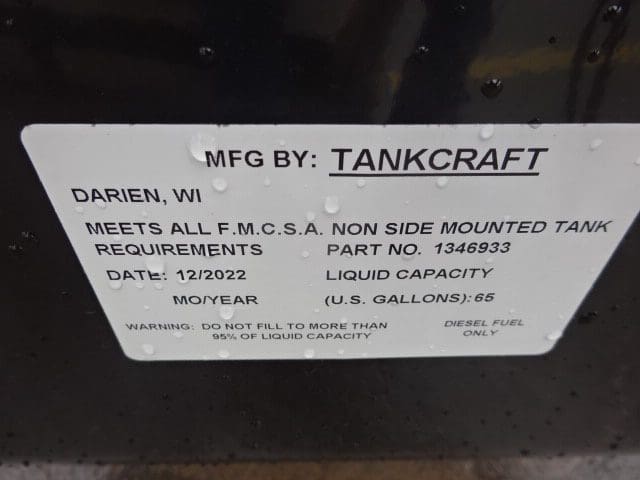 MFG BY: TANKCRAFT
DARIEN, WI
MEETS ALL F.M.C.S.A. NON SIDE MOUNTED TANK
REQUIREMENTS PART NO. 1346933
DATE: 12/2022 LIQUID CAPACITY
MO/YEAR (U.S. GALLONS): 65
WARNING: DO NOT FILL TO MORE THAN
95% OF LIQUID CAPACITY
DIESEL FUEL
ONLY